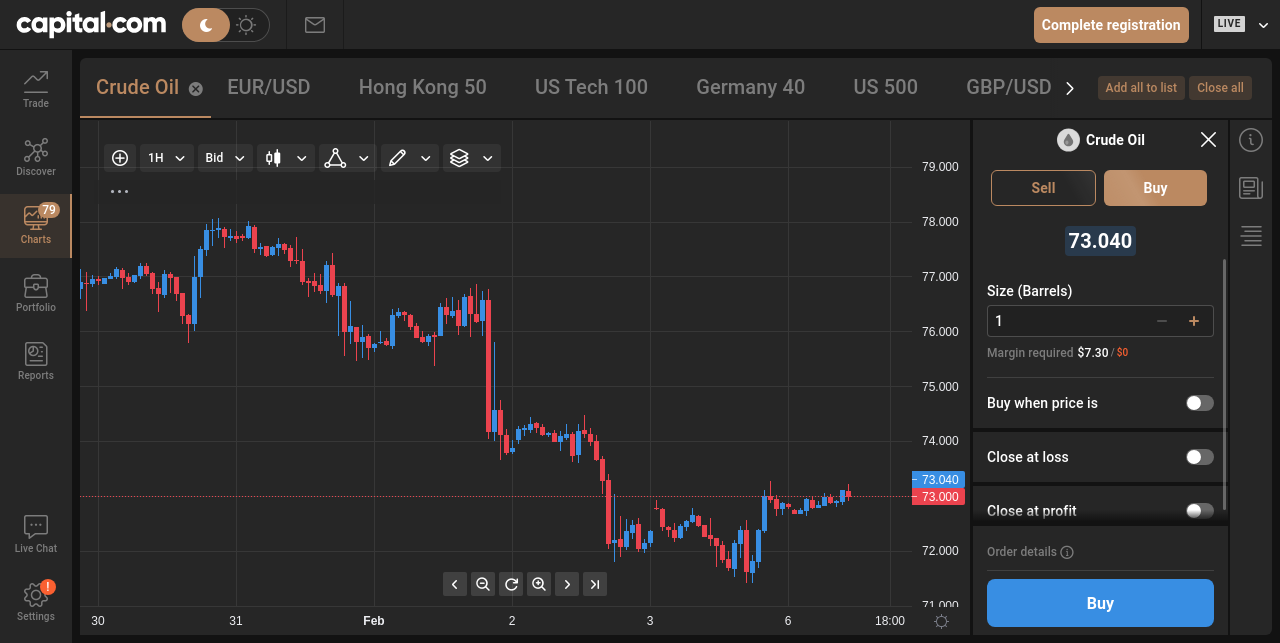 capital.com
Complete registration
LIVE
Trade
Discover
79
Charts
Portfolio
Reports
Live Chat
!
Settings
Crude Oil
EUR/USD
Hong Kong 50
US Tech 100
Germany 40
US 500
GBP/USD
Add all to list
Close all
1H
Bid
...
79.000
78.000
77.000
76.000
75.000
74.000
73.040
73.000
72.000
71.000
30
31
Feb
2
3
6
18:00
Crude Oil
Sell
Buy
73.040
Size (Barrels)
1
Margin required $7.30 / $0
Buy when price is
Close at loss
Close at profit
Order details
Buy